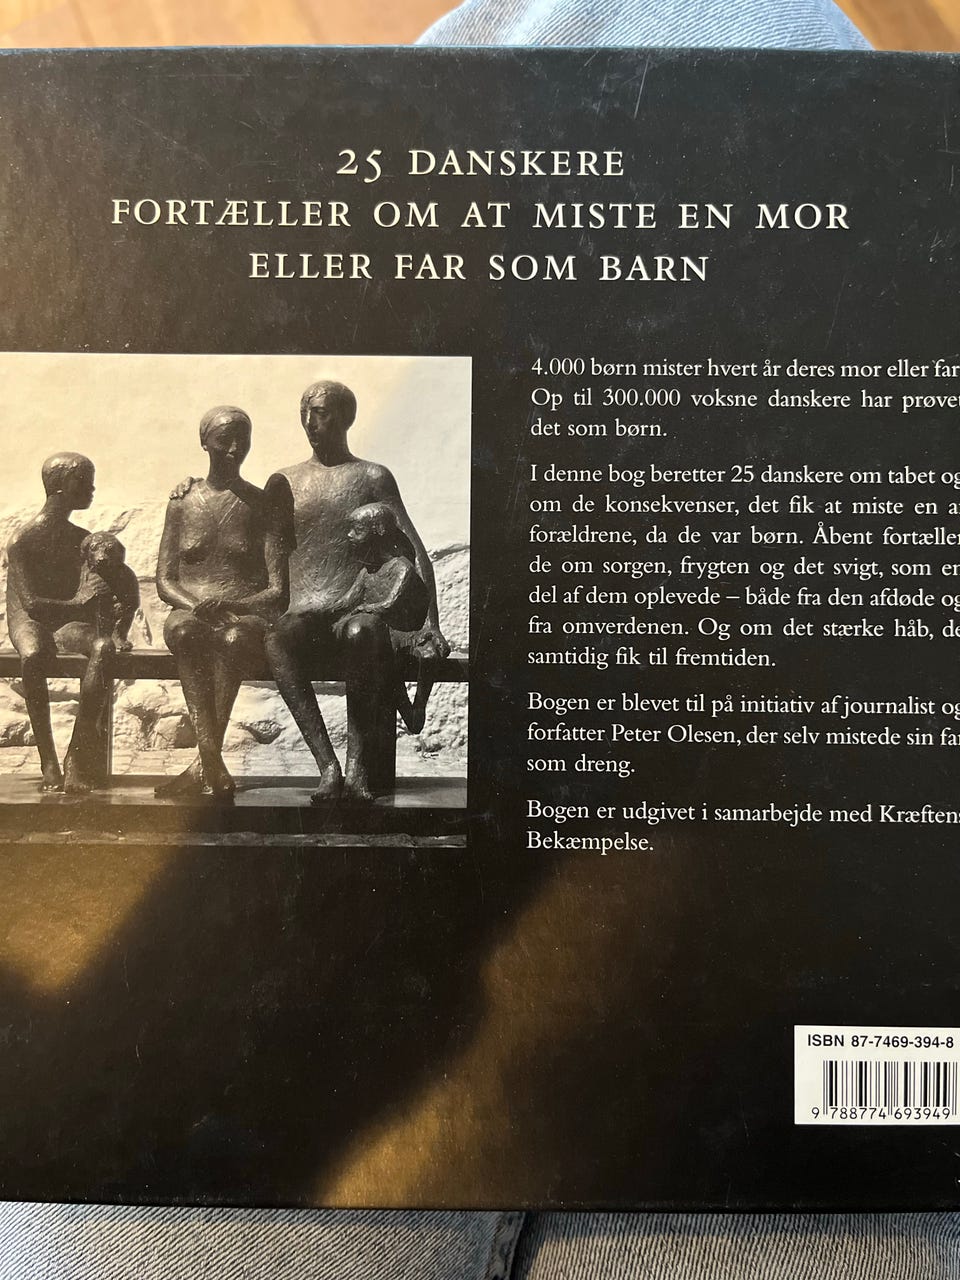 25 DANSKERE
FORTÆLLER OM AT MISTE EN MOR
ELLER FAR SOM BARN
4.000 børn mister hvert år deres mor eller far
Op til 300.000 voksne danskere har prøvet
det som børn.
I denne bog beretter 25 danskere om tabet og
om de konsekvenser, det fik at miste en af
forældrene, da de var børn. Åbent fortæller
de om sorgen, frygten og det svigt, som en
del af dem oplevede – både fra den afdøde og
fra omverdenen. Og om det stærke håb, de
samtidig fik til fremtiden.
Bogen er blevet til på initiativ af journalist og
forfatter Peter Olesen, der selv mistede sin far
som dreng.
Bogen er udgivet i samarbejde med Kræftens
Bekæmpelse.
ISBN 87-7469-394-8
9 788774 693949